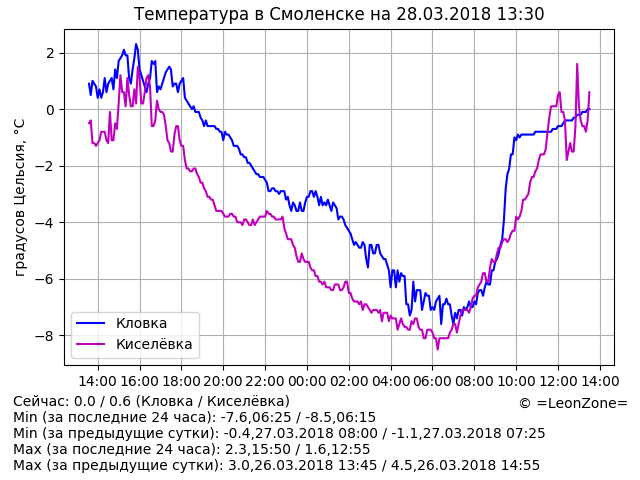 Температура в Смоленске на 28.03.2018 13:30
градусов Цельсия, °C
2
0
−2
−4
−6
−8
Кловка
Киселёвка
14:00 16:00 18:00 20:00 22:00 00:00 02:00 04:00 06:00 08:00 10:00 12:00 14:00
Сейчас: 0.0 / 0.6 (Кловка / Киселёвка)
© =LeonZone=
Min (за последние 24 часа): -7.6,06:25 / -8.5,06:15
Min (за предыдущие сутки): -0.4,27.03.2018 08:00 / -1.1,27.03.2018 07:25
Max (за последние 24 часа): 2.3,15:50 / 1.6,12:55
Max (за предыдущие сутки): 3.0,26.03.2018 13:45 / 4.5,26.03.2018 14:55